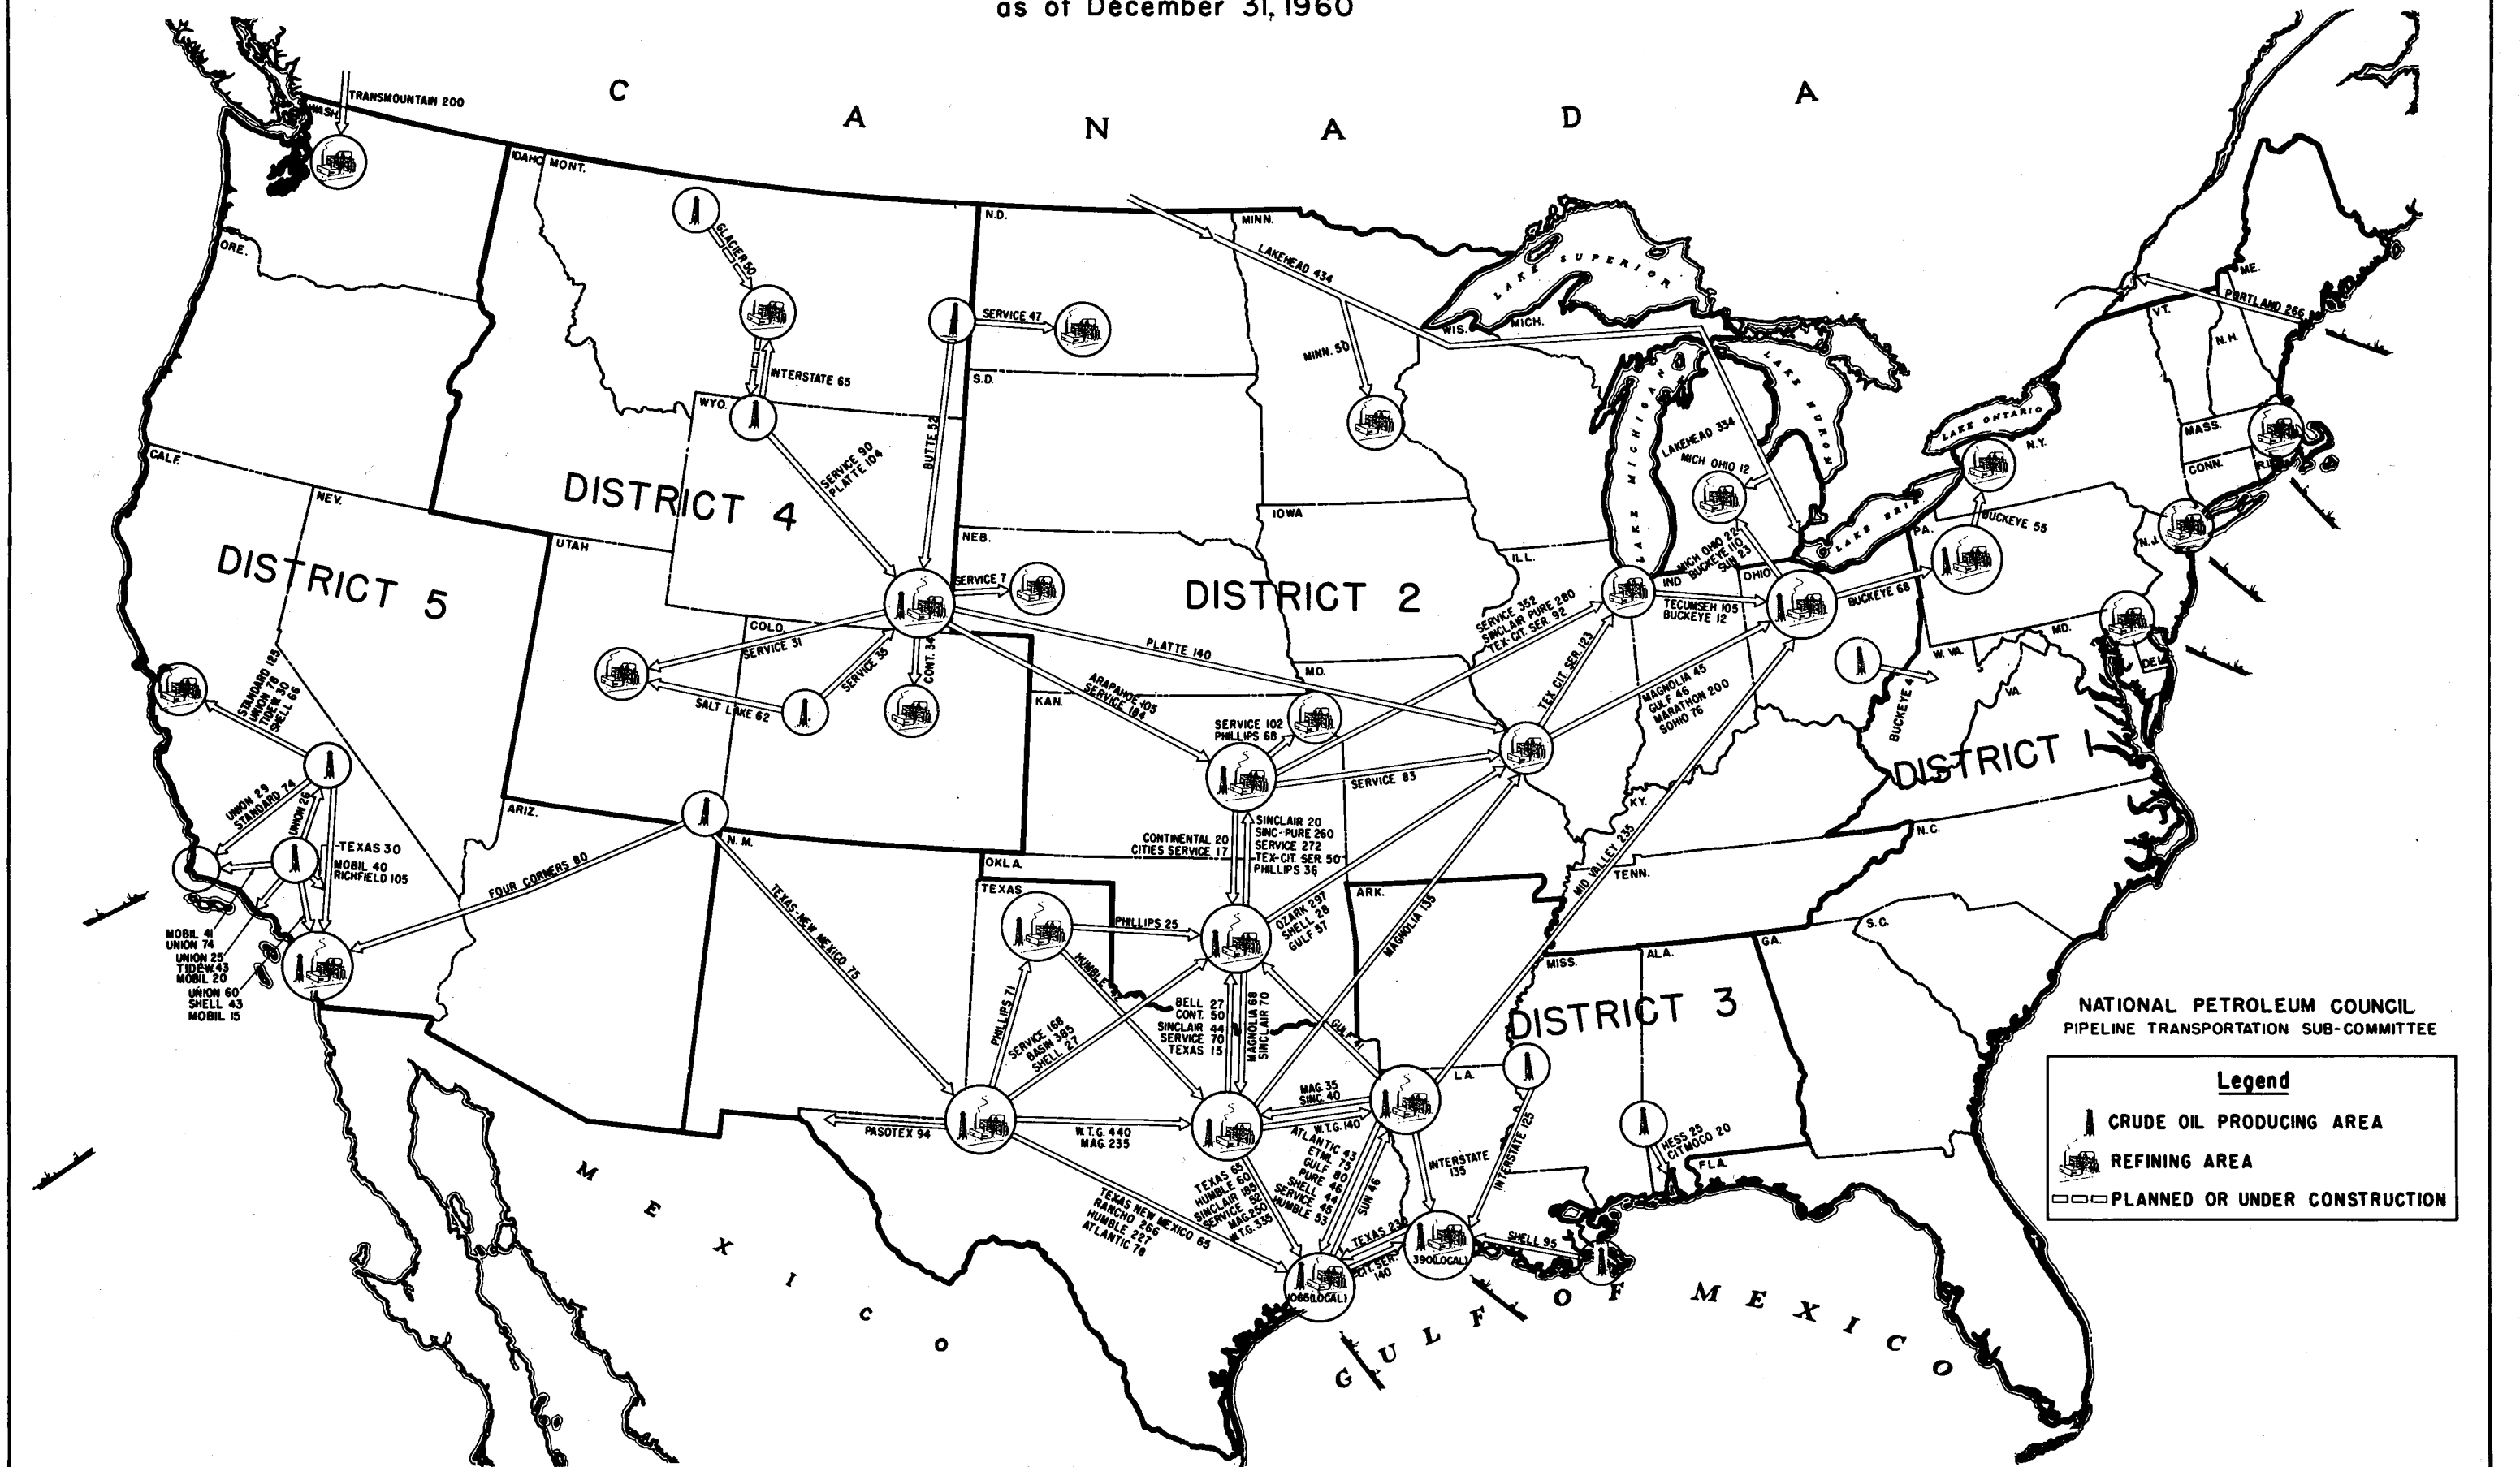 as of December 31, 1960
C A N A D A
TRANSMOUNTAIN 200
WASH.
IDAHO
MONT.
GLACIER 50
N.D.
MINN.
LAKEHEAD 434
LAKE SUPERIOR
ORE.
SERVICE 47
INTERSTATE 65
WYO.
S.D.
MINN. 50
WIS.
MICH.
ME.
PORTLAND 266
VT.
N.H.
LAKE MICHIGAN
LAKE HURON
LAKE ONTARIO
N.Y.
MASS.
CONN.
R.I.
LAKEHEAD 334
MICH OHIO 12
CALIF.
NEV.
DISTRICT 4
SERVICE 90
PLATTE 104
BUTTE 52
NEB.
IOWA
ILL.
LAKE ERIE
PA.
BUCKEYE 55
N.J.
DISTRICT 5
UTAH
SERVICE 7
DISTRICT 2
SERVICE 352
SINCLAIR PURE 280
TEX-CIT. SER. 92
MICH OHIO 22
BUCKEYE 110
SUN 23
IND
OHIO
TECUMSEH 105
BUCKEYE 12
BUCKEYE 68
MD.
DEL.
W. VA.
VA.
COLO.
SERVICE 31
SERVICE 35
CONT. 34
SALT LAKE 62
PLATTE 140
ARAPAHOE 105
SERVICE 184
MO.
KAN.
TEX CIT. SER. 123
MAGNOLIA 45
GULF 46
MARATHON 200
SOHIO 76
BUCKEYE 4
DISTRICT 1
STANDARD 125
UNION 78
TIDEW. 30
SHELL 66
SERVICE 102
PHILLIPS 68
SERVICE 83
UNION 29
STANDARD 74
UNION 26
TEXAS 30
MOBIL 40
RICHFIELD 105
ARIZ.
N. M.
FOUR CORNERS 80
CONTINENTAL 20
CITIES SERVICE 17
SINCLAIR 20
SINC-PURE 260
SERVICE 272
TEX-CIT. SER. 50
PHILLIPS 36
KY.
TENN.
N.C.
MID VALLEY 235
OKLA.
TEXAS
ARK.
TEXAS-NEW MEXICO 75
PHILLIPS 25
OZARK 297
SHELL 28
GULF 57
MAGNOLIA 135
S.C.
MOBIL 41
UNION 74
UNION 25
TIDEW. 43
MOBIL 20
UNION 60
SHELL 43
MOBIL 15
PHILLIPS 71
SERVICE 168
BASIN 385
SHELL 27
BELL 27
CONT. 50
SINCLAIR 44
SERVICE 70
TEXAS 15
MAGNOLIA 68
SINCLAIR 70
MISS.
ALA.
GA.
DISTRICT 3
NATIONAL PETROLEUM COUNCIL
PIPELINE TRANSPORTATION SUB-COMMITTEE
Legend
CRUDE OIL PRODUCING AREA
REFINING AREA
PLANNED OR UNDER CONSTRUCTION
LA.
PASOTEX 94
W.T.G. 440
MAG. 235
MAG. 35
SINC. 40
W.T.G. 140
ATLANTIC 43
ETML 75
GULF 80
PURE 46
SHELL 44
SERVICE 45
HUMBLE 53
SUN 46
INTERSTATE
135
INTERSTATE 125
HESS 25
CITMOCO 20
FLA.
TEXAS 65
HUMBLE 60
SINCLAIR 185
SERVICE 52
MAG. 250
W.T.G. 335
TEXAS NEW MEXICO 65
RANCHO 266
HUMBLE 227
ATLANTIC 78
CIT. SER.
140
390(LOCAL)
SHELL 95
1065(LOCAL)
M E X I C O
GULF OF MEXICO